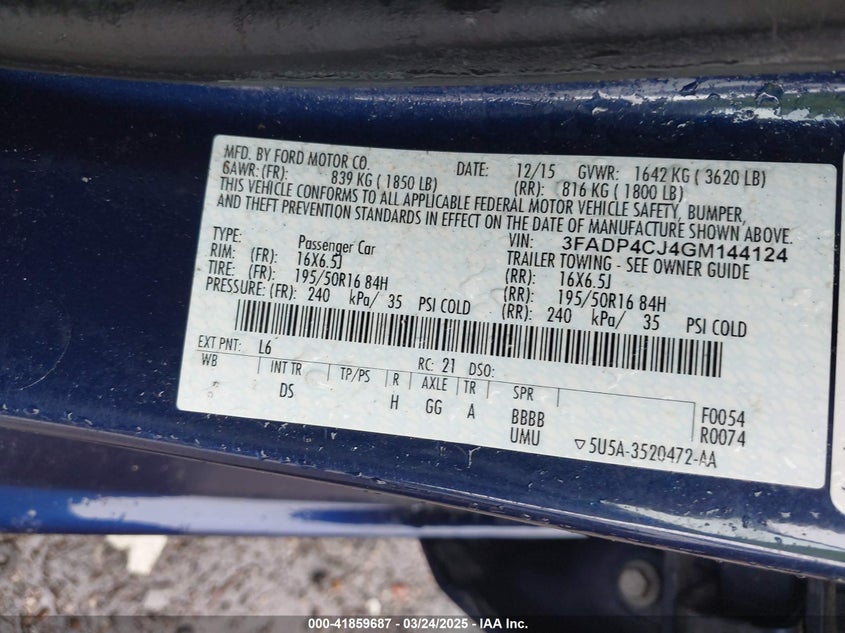 MFD. BY FORD MOTOR CO. DATE: 12/15 GVWR: 1642 KG ( 3620 LB)
GAWR: (FR): 839 KG ( 1850 LB) (RR): 816 KG ( 1800 LB)
THIS VEHICLE CONFORMS TO ALL APPLICABLE FEDERAL MOTOR VEHICLE SAFETY, BUMPER,
AND THEFT PREVENTION STANDARDS IN EFFECT ON THE DATE OF MANUFACTURE SHOWN ABOVE.
VIN: 3FADP4CJ4GM144124
TYPE: Passenger Car TRAILER TOWING - SEE OWNER GUIDE
RIM: (FR): 16X6.5J (RR): 16X6.5J
TIRE: (FR): 195/50R16 84H (RR): 195/50R16 84H
PRESSURE: (FR): 240 kPa/ 35 PSI COLD (RR): 240 kPa/ 35 PSI COLD
EXT PNT: L6 RC: 21 DSO:
WB INT TR TP/PS R AXLE TR SPR
DS H GG A BBBB F0054
UMU R0074
▽5U5A-3520472-AA
000-41859687 - 03/24/2025 - IAA Inc.